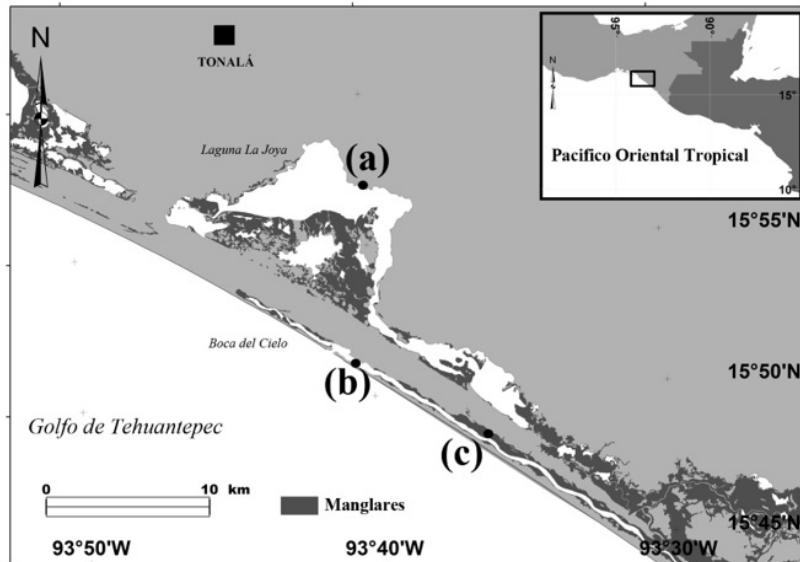 N
TONALÁ
95°
90°
15°
Pacifico Oriental Tropical
10°
Laguna La Joya
(a)
15°55'N
Boca del Cielo
(b)
15°50'N
Golfo de Tehuantepec
(c)
0 10 km
Manglares
15°45'N
93°50'W 93°40'W 93°30'W